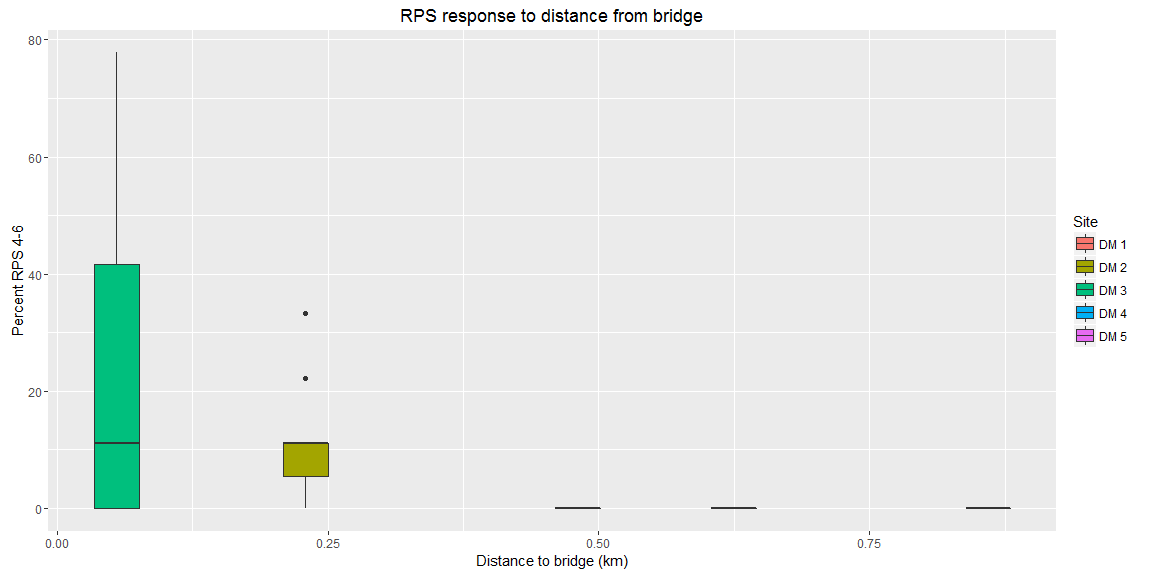 RPS response to distance from bridge
Percent RPS 4-6
80
60
40
20
0
0.00
0.25
0.50
0.75
Distance to bridge (km)
Site
DM 1
DM 2
DM 3
DM 4
DM 5